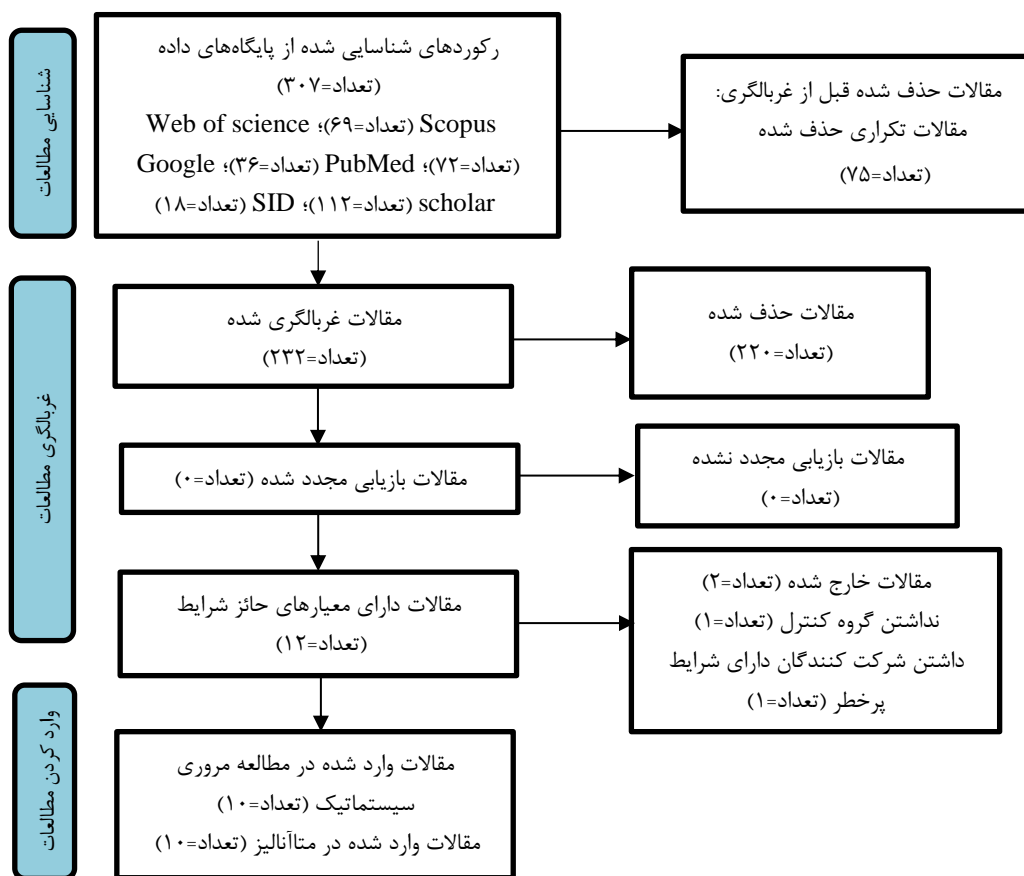 شناسایی مطالعات
رکوردهای شناسایی شده از پایگاه‌های داده
(تعداد=۳۰۷)
Scopus (تعداد=۶۹)؛ Web of science
(تعداد=۷۲)؛ PubMed (تعداد=۳۶)؛ Google
scholar (تعداد=۱۱۲)؛ SID (تعداد=۱۸)
مقالات حذف شده قبل از غربالگری:
مقالات تکراری حذف شده
(تعداد=۷۵)
غربالگری مطالعات
مقالات غربالگری شده
(تعداد=۲۳۲)
مقالات حذف شده
(تعداد=۲۲۰)
مقالات بازیابی مجدد شده (تعداد=۰)
مقالات بازیابی مجدد نشده
(تعداد=۰)
مقالات دارای معیارهای حائز شرایط
(تعداد=۱۲)
مقالات خارج شده (تعداد=۲)
نداشتن گروه کنترل (تعداد=۱)
داشتن شرکت کنندگان دارای شرایط
پرخطر (تعداد=۱)
وارد کردن مطالعات
مقالات وارد شده در مطالعه مروری
سیستماتیک (تعداد=۱۰)
مقالات وارد شده در متاآنالیز (تعداد=۱۰)